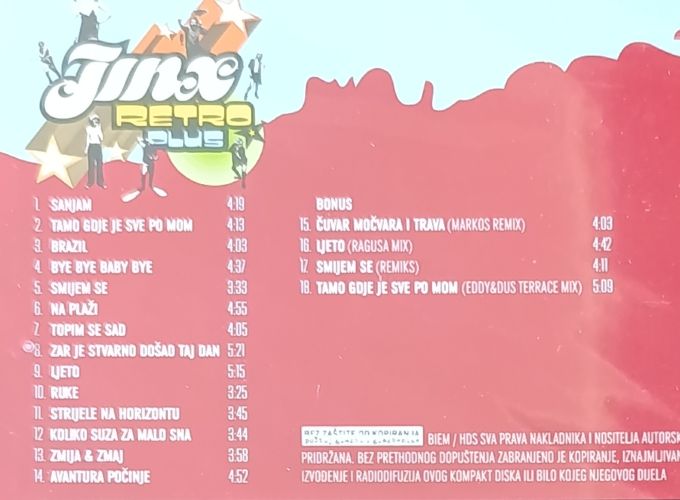 Jinx
RETRO
PLUS
1. SANJAM 4:19
2. TAMO GDJE JE SVE PO MOM 4:13
3. BRAZIL 4:03
4. BYE BYE BABY BYE 4:37
5. SMIJEM SE 3:33
6. NA PLAŽI 4:55
7. TOPIM SE SAD 4:05
8. ZAR JE STVARNO DOŠAO TAJ DAN 5:21
9. LJETO 5:15
10. RUKE 3:25
11. STRIJELE NA HORIZONTU 3:45
12 KOLIKO SUZA ZA MALO SNA 3:44
13. ZMIJA & ZMAJ 3:58
14. AVANTURA POČINJE 4:52
BONUS
15. ČUVAR MOČVARA I TRAVA (MARKOS REMIX) 4:03
16. LJETO (RAGUSA MIX) 4:42
17. SMIJEM SE (REMIKS) 4:11
18. TAMO GDJE JE SVE PO MOM (EDDY&DUS TERRACE MIX) 5:09
BEZ ZAŠTITE OD KOPIRANJA
BIEM / HDS SVA PRAVA NAKLADNIKA I NOSITELJA AUTORSK
PRIDRŽANA. BEZ PRETHODNOG DOPUŠTENJA ZABRANJENO JE KOPIRANJE, IZNAJMLJIVAN
IZVOĐENJE I RADIODIFUZIJA OVOG KOMPAKT DISKA ILI BILO KOJEG NJEGOVOG DIJELA